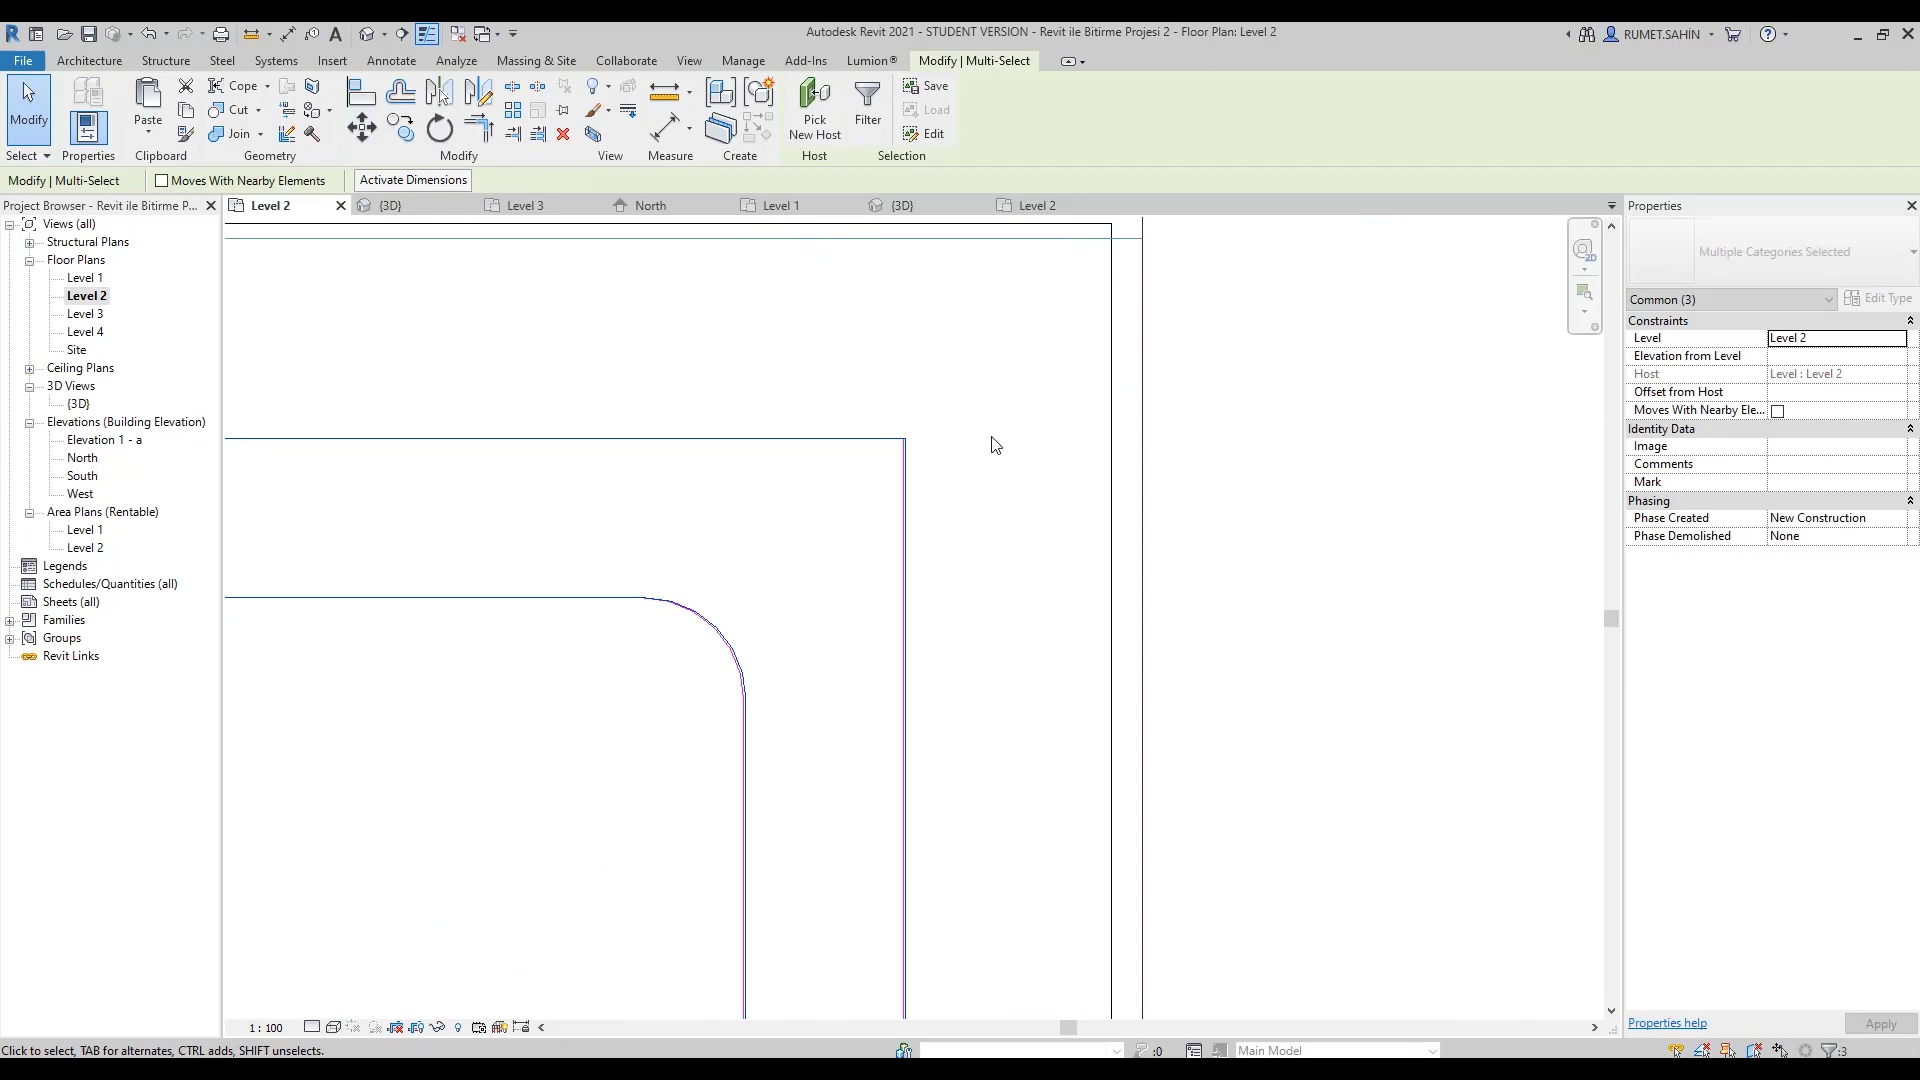 Autodesk Revit 2021 - STUDENT VERSION - Revit ile Bitirme Projesi 2 - Floor Plan: Level 2
RUMET.SAHİN
File Architecture Structure Steel Systems Insert Annotate Analyze Massing & Site Collaborate View Manage Add-Ins Lumion® Modify | Multi-Select
Modify Paste Cope Cut Join Pick New Host Filter Save Load Edit
Select Properties Clipboard Geometry Modify View Measure Create Host Selection
Modify | Multi-Select Moves With Nearby Elements Activate Dimensions
Project Browser - Revit ile Bitirme P...
Level 2 {3D} Level 3 North Level 1 {3D} Level 2
Views (all)
Structural Plans
Floor Plans
Level 1
Level 2
Level 3
Level 4
Site
Ceiling Plans
3D Views
{3D}
Elevations (Building Elevation)
Elevation 1 - a
North
South
West
Area Plans (Rentable)
Level 1
Level 2
Legends
Schedules/Quantities (all)
Sheets (all)
Families
Groups
Revit Links
2D
Properties
Multiple Categories Selected
Common (3) Edit Type
Constraints
Level Level 2
Elevation from Level
Host Level : Level 2
Offset from Host
Moves With Nearby Ele...
Identity Data
Image
Comments
Mark
Phasing
Phase Created New Construction
Phase Demolished None
Properties help Apply
1 : 100
Click to select, TAB for alternates, CTRL adds, SHIFT unselects.
:0 Main Model :3